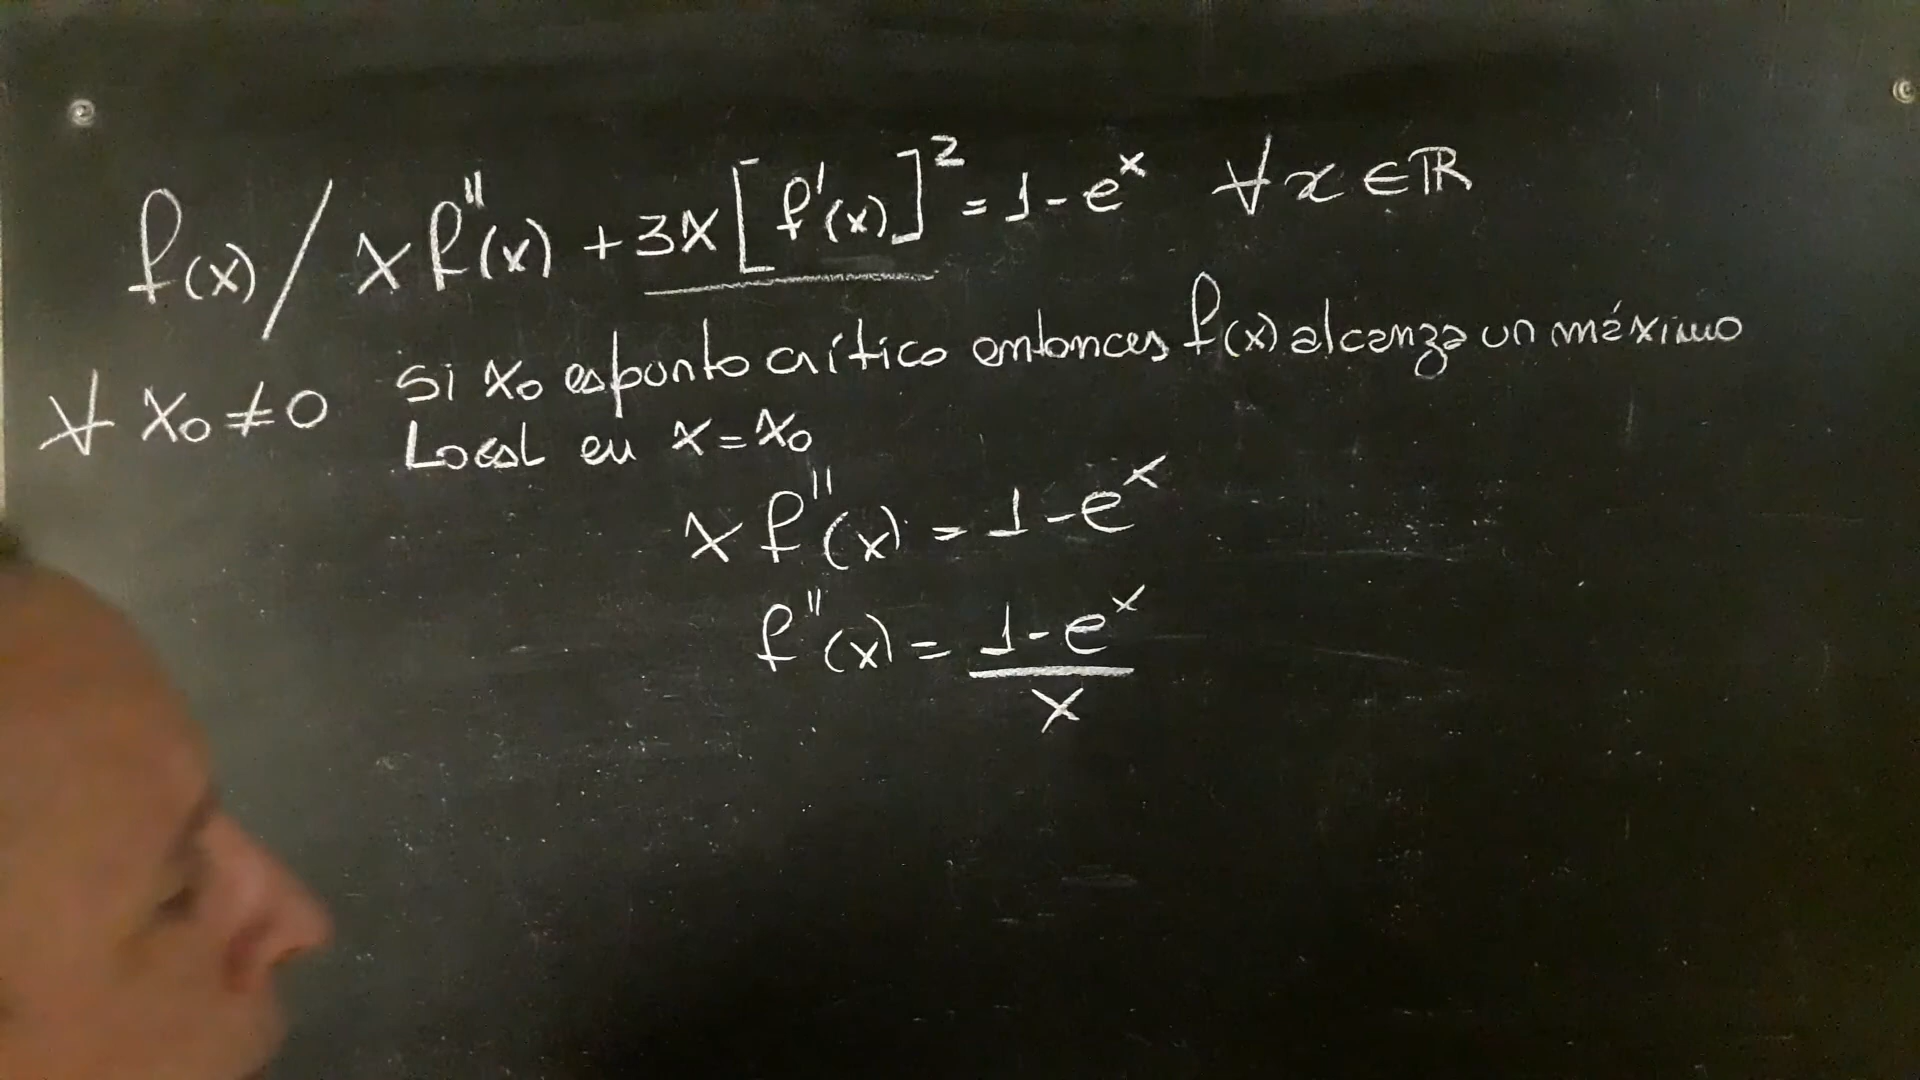 f(x) / x f''(x) + 3x [f'(x)]² = 1 - eˣ ∀x ∈ ℝ
∀ x₀ ≠ 0 Si x₀ es punto crítico entonces f(x) alcanza un máximo
Local en x = x₀
x f''(x) = 1 - eˣ
f''(x) = (1 - eˣ) / x